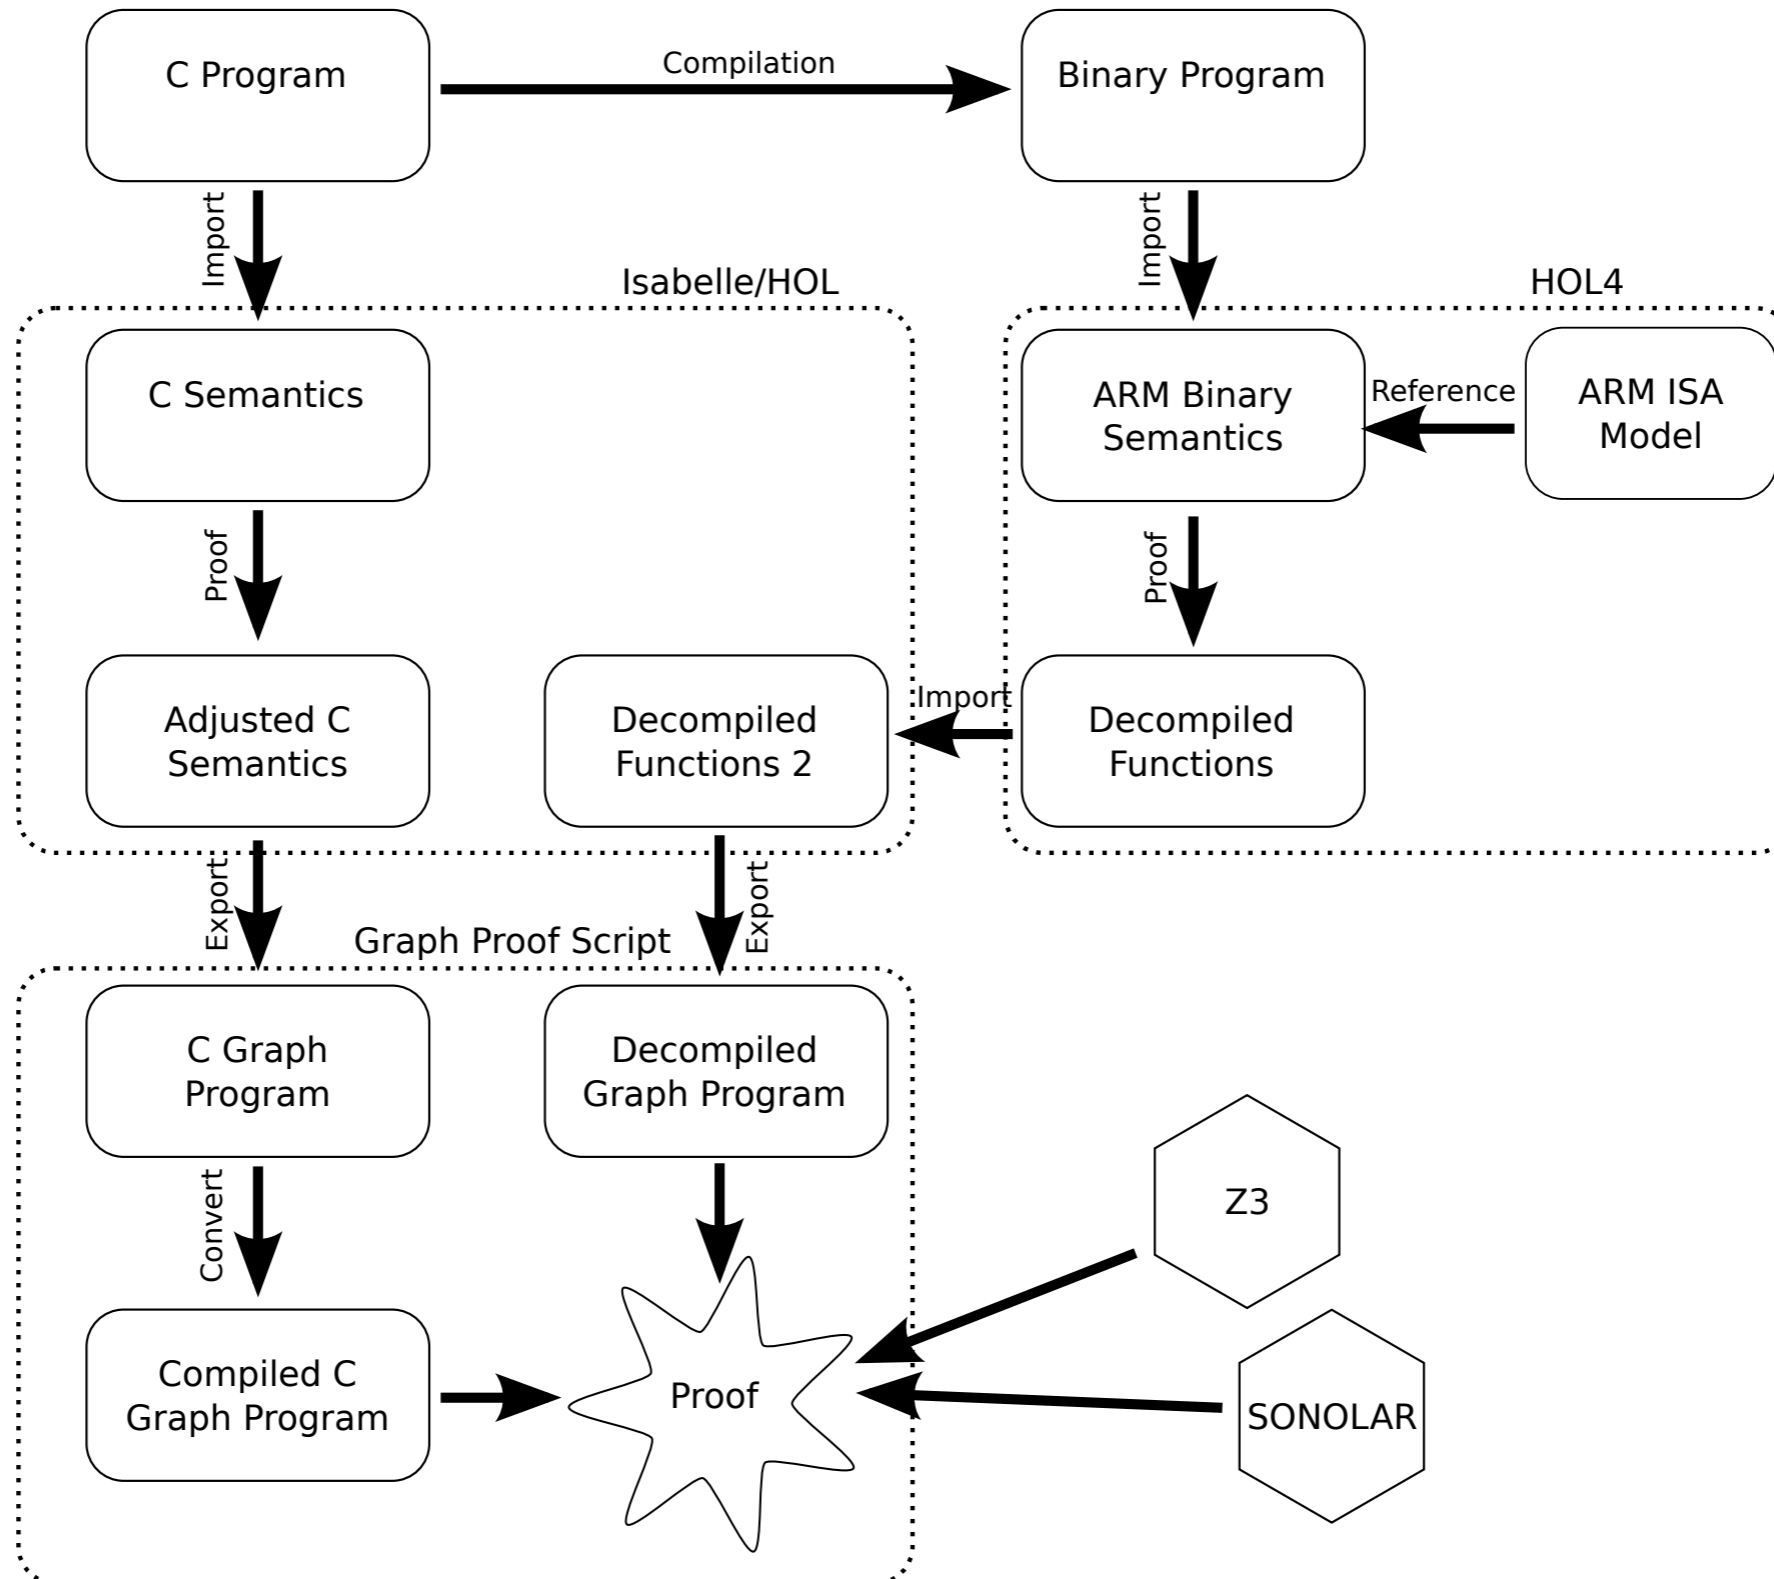 C Program
Compilation
Binary Program
Import
Import
Isabelle/HOL
HOL4
C Semantics
ARM Binary
Semantics
Reference
ARM ISA
Model
Proof
Proof
Adjusted C
Semantics
Decompiled
Functions 2
Import
Decompiled
Functions
Export
Export
Graph Proof Script
C Graph
Program
Decompiled
Graph Program
Convert
Z3
Compiled C
Graph Program
Proof
SONOLAR